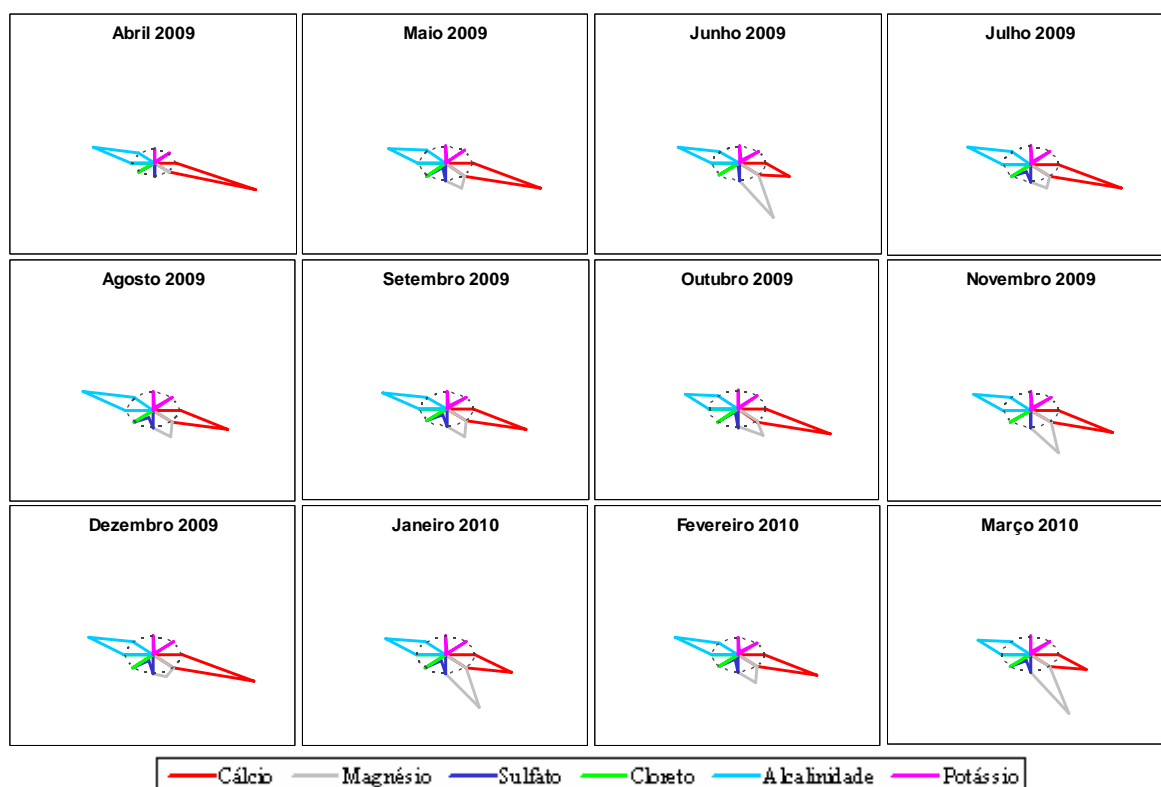 Abril 2009
Maio 2009
Junho 2009
Julho 2009
Agosto 2009
Setembro 2009
Outubro 2009
Novembro 2009
Dezembro 2009
Janeiro 2010
Fevereiro 2010
Março 2010
Cálcio Magnésio Sulfato Cloreto Alcalinidade Potássio